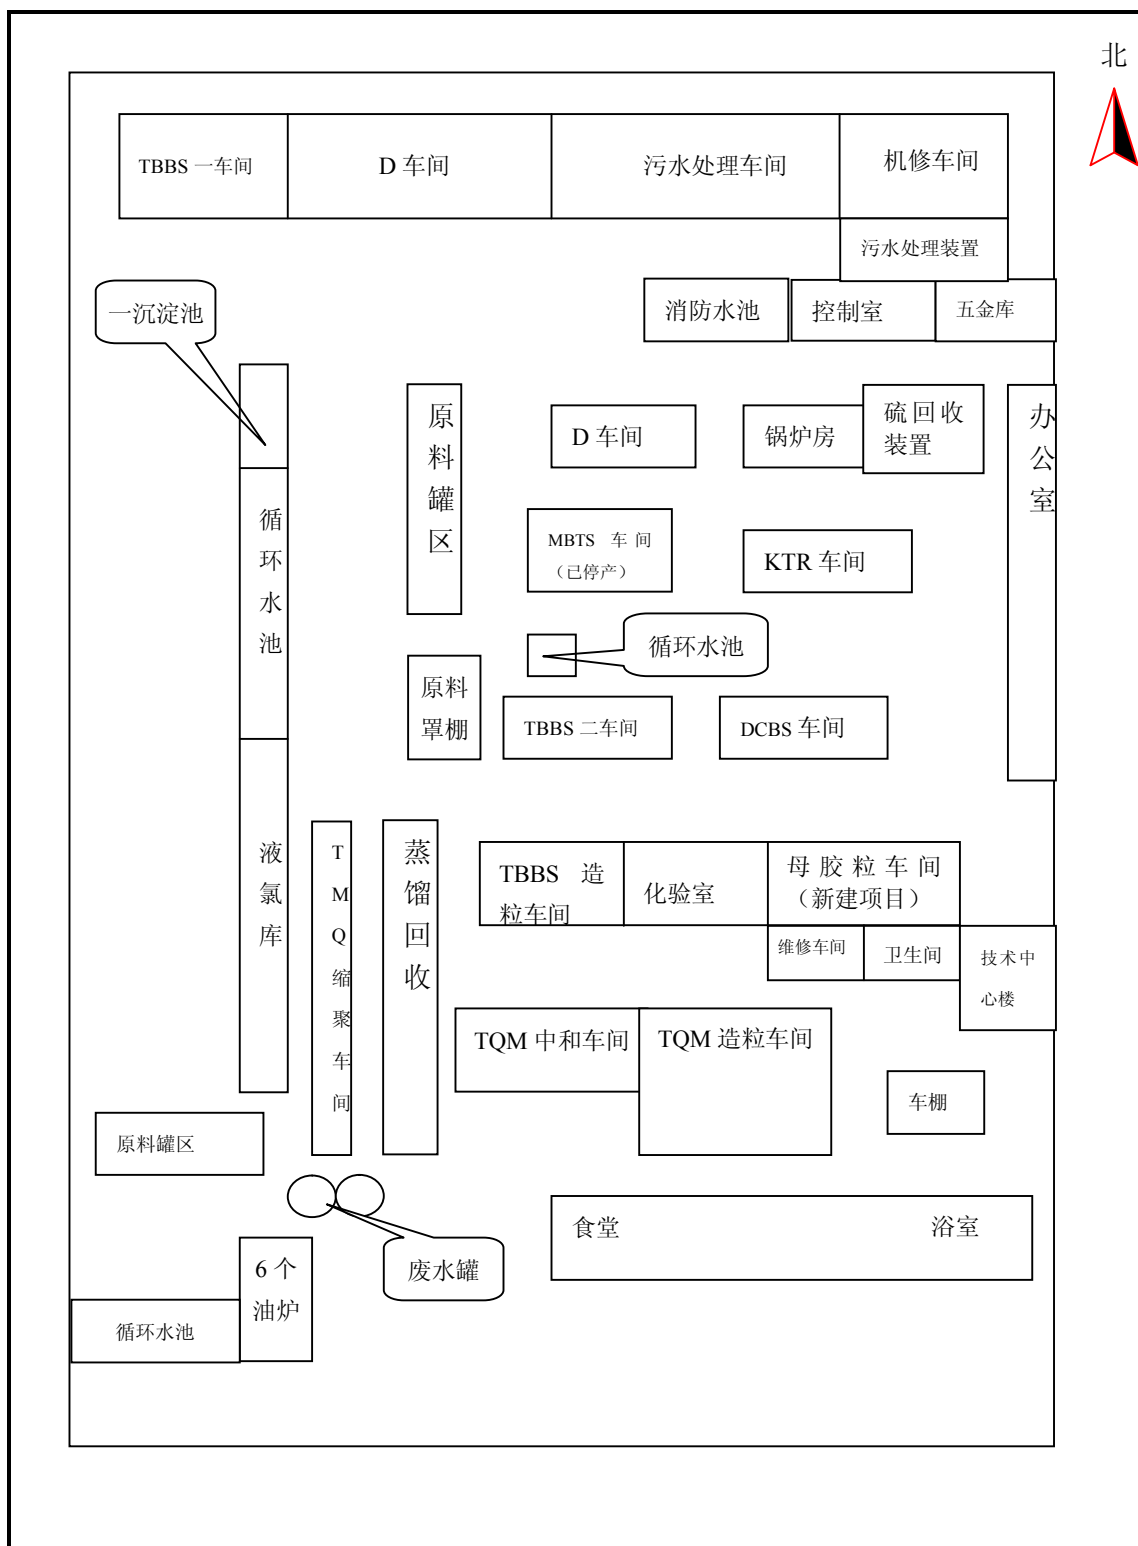 北
TBBS 一车间
D 车间
污水处理车间
机修车间
污水处理装置
一沉淀池
消防水池
控制室
五金库
原料罐区
D 车间
锅炉房
硫回收
装置
办公室
循环水池
MBTS 车间
（已停产）
KTR 车间
循环水池
原料
罩棚
TBBS 二车间
DCBS 车间
液氯库
TMQ缩聚车间
蒸馏回收
TBBS 造
粒车间
化验室
母胶粒车间
（新建项目）
维修车间
卫生间
技术中
心楼
TQM 中和车间
TQM 造粒车间
车棚
原料罐区
食堂
浴室
废水罐
6 个
油炉
循环水池